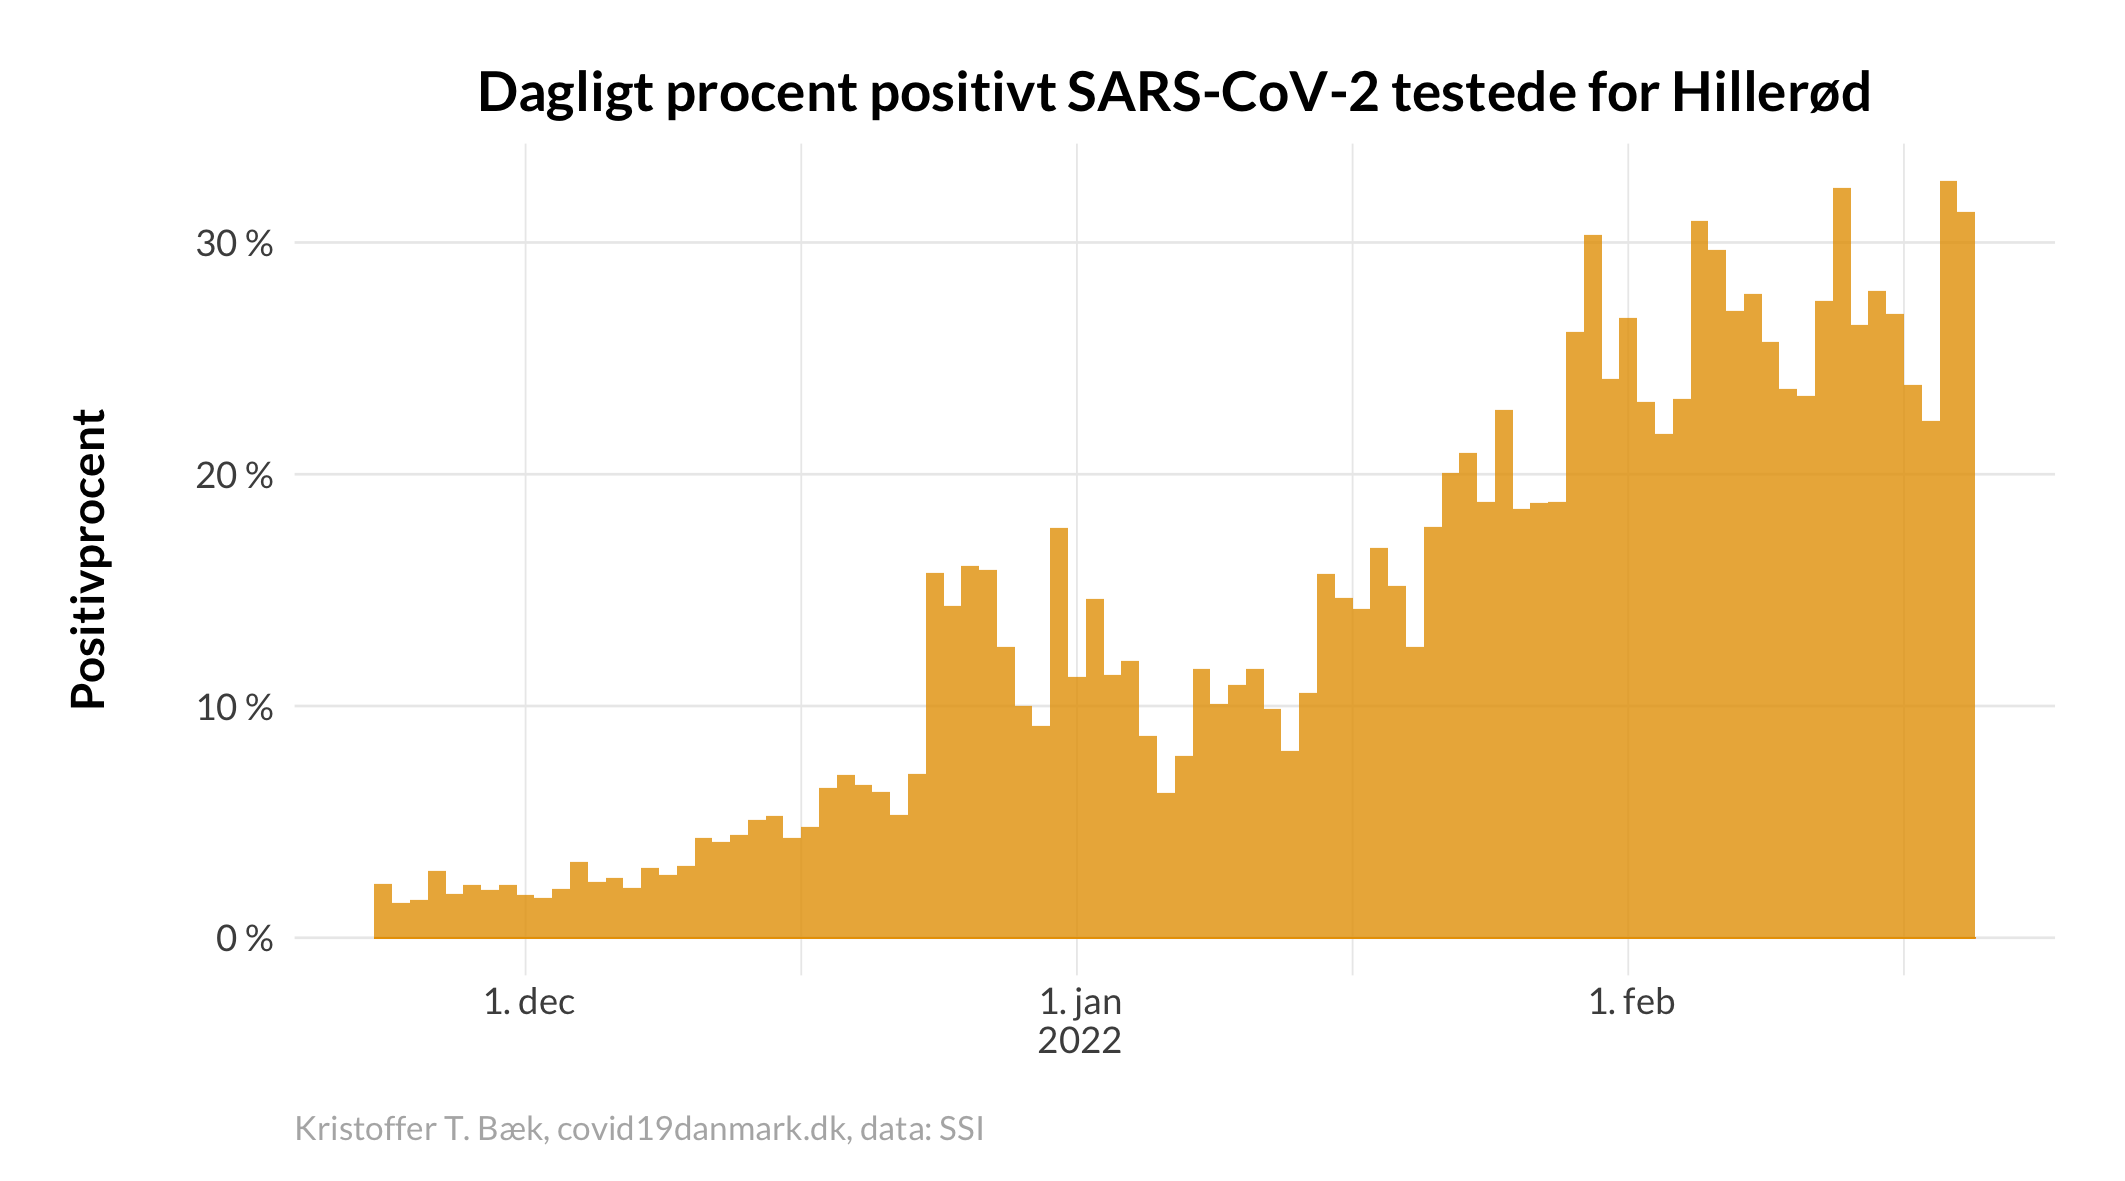 Dagligt procent positivt SARS-CoV-2 testede for Hillerød
Positivprocent
30 %
20 %
10 %
0 %
1. dec
1. jan
2022
1. feb
Kristoffer T. Bæk, covid19danmark.dk, data: SSI